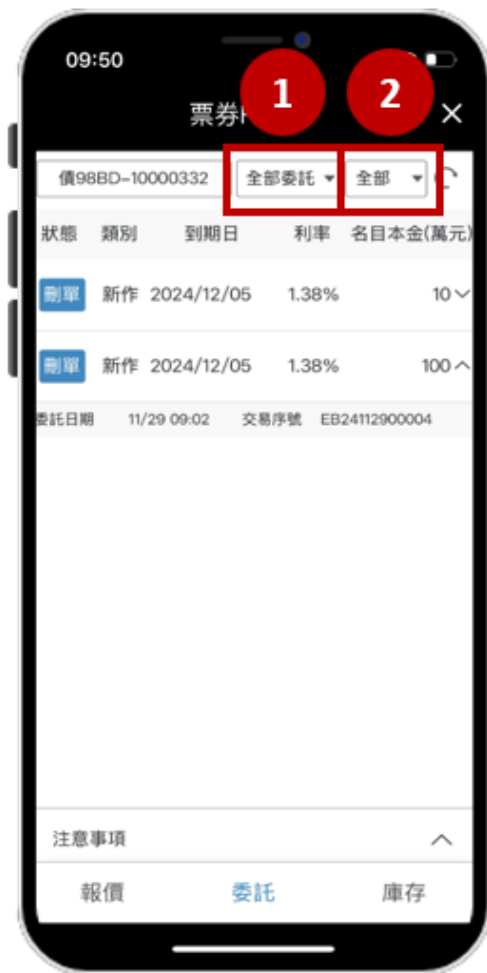 09:50
1
2
票券
價98BD-10000332 全部委託 全部
狀態 類別 到期日 利率 名目本金(萬元)
刪單 新作 2024/12/05 1.38% 10
刪單 新作 2024/12/05 1.38% 100
委託日期 11/29 09:02 交易序號 EB24112900004
注意事項
報價 委託 庫存